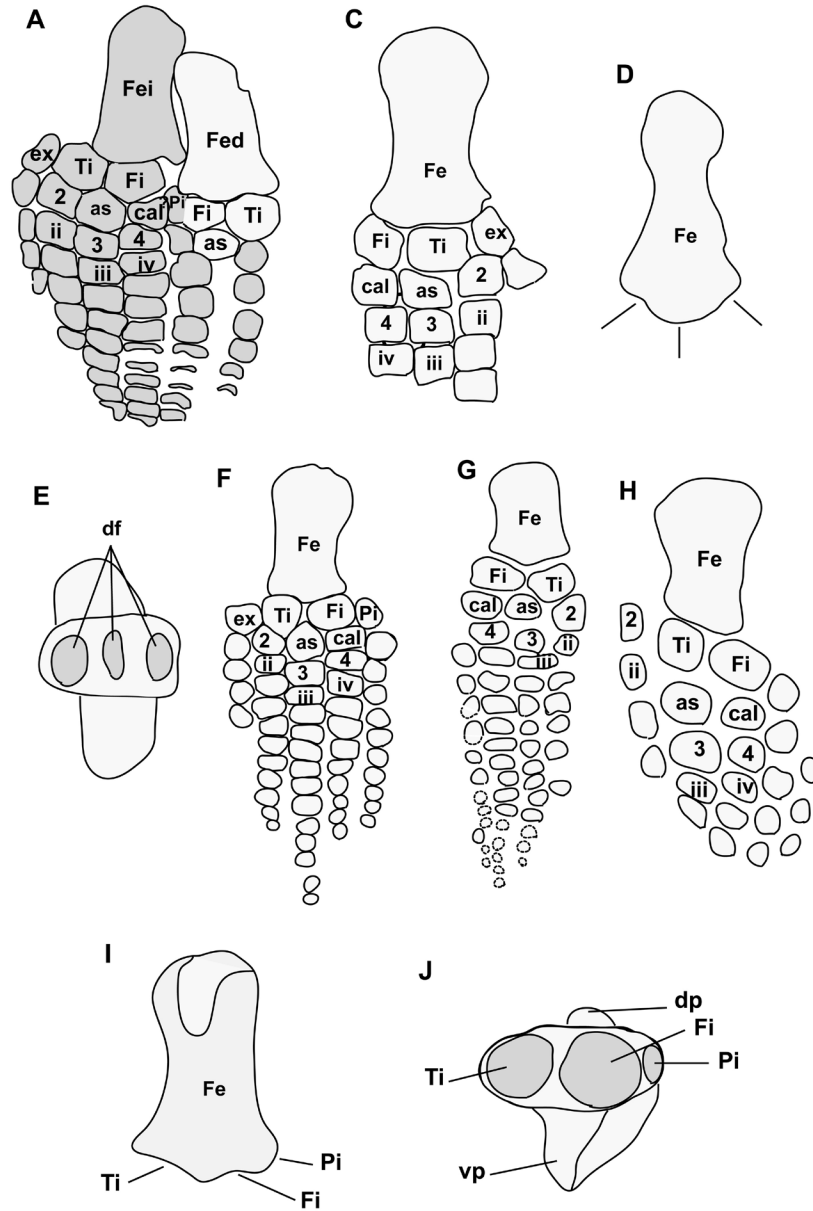 A
Fei
Fed
ex
Ti
Fi
?Pi
2
as
cal
Fi
Ti
ii
3
4
as
iii
iv
C
Fe
Fi
Ti
ex
cal
as
2
4
3
ii
iv
iii
D
Fe
E
df
F
Fe
ex
Ti
Fi
Pi
2
as
cal
ii
3
4
iii
iv
G
Fe
Fi
Ti
cal
as
2
4
3
ii
iii
H
Fe
2
Ti
Fi
ii
as
cal
3
4
iii
iv
I
Fe
Ti
Pi
Fi
J
dp
Fi
Pi
Ti
vp